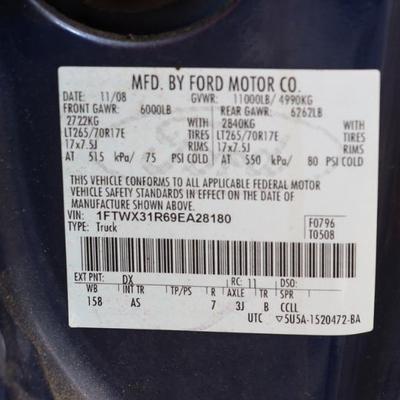 MFD. BY FORD MOTOR CO.
DATE: 11/08 GVWR: 11000LB/ 4990KG
FRONT GAWR: 6000LB REAR GAWR: 6262LB
2722KG WITH 2840KG WITH
LT265/70R17E TIRES LT265/70R17E TIRES
17x7.5J RIMS 17x7.5J RIMS
AT 515 kPa/ 75 PSI COLD AT 550 kPa/ 80 PSI COLD
THIS VEHICLE CONFORMS TO ALL APPLICABLE FEDERAL MOTOR
VEHICLE SAFETY STANDARDS IN EFFECT ON THE DATE OF
MANUFACTURE SHOWN ABOVE.
VIN: 1FTWX31R69EA28180 F0796
TYPE: Truck T0508
EXT PNT: DX RC: 11 DSO:
WB INT TR TP/PS R AXLE TR SPR
158 AS 7 3J B CCLL
UTC ▽5U5A-1520472-BA